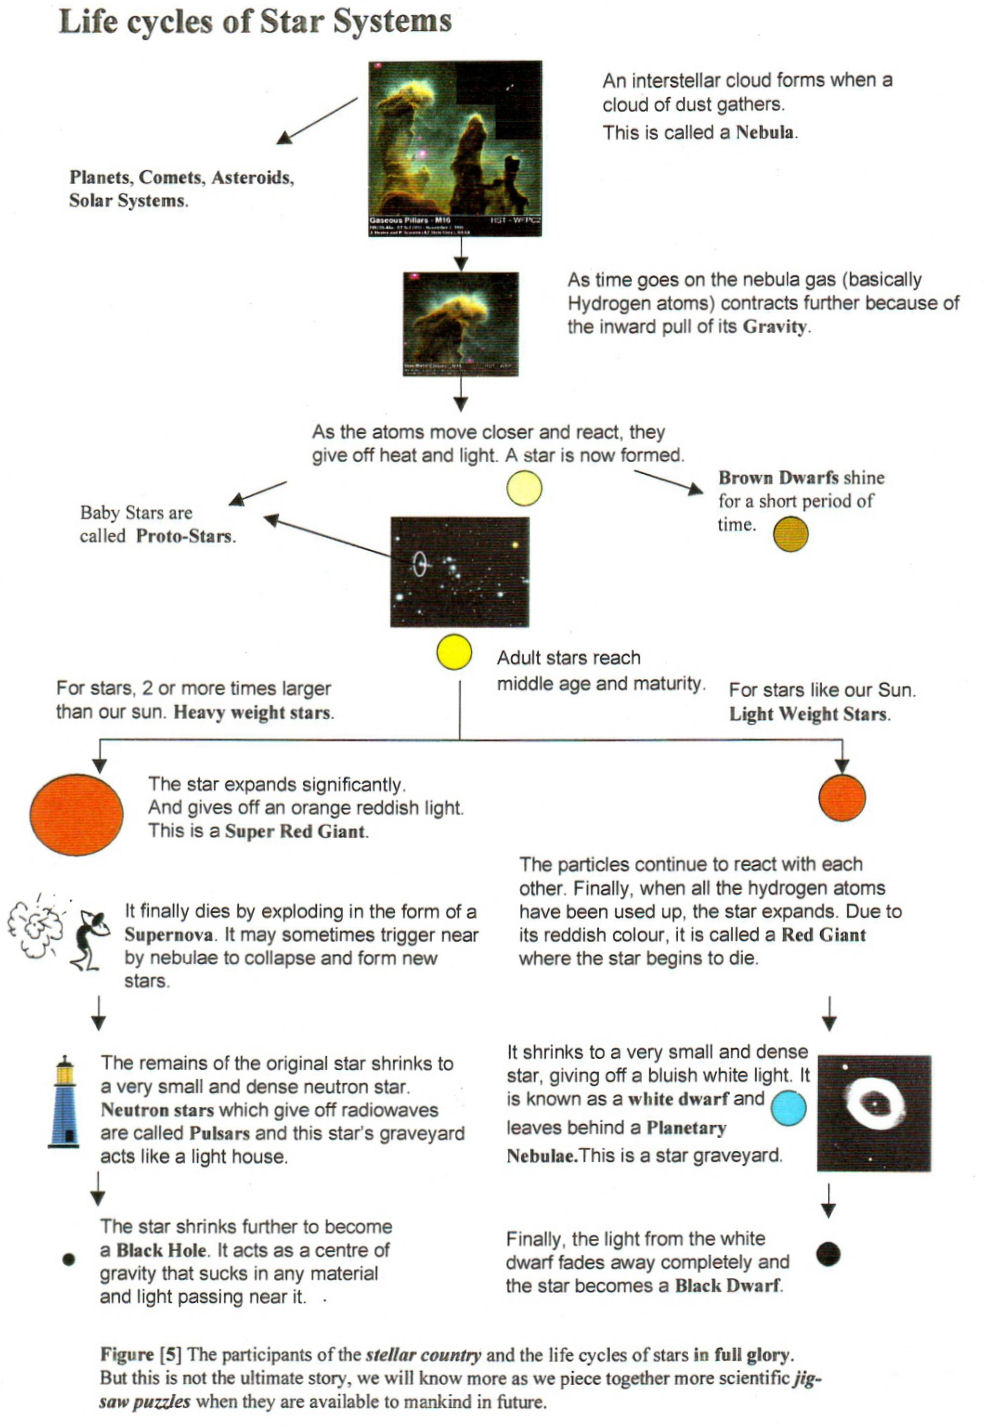 Life cycles of Star Systems
An interstellar cloud forms when a
cloud of dust gathers.
This is called a Nebula.
Planets, Comets, Asteroids,
Solar Systems.
Gaseous Pillars - M16
HST - WFPC2
As time goes on the nebula gas (basically
Hydrogen atoms) contracts further because of
the inward pull of its Gravity.
As the atoms move closer and react, they
give off heat and light. A star is now formed.
Brown Dwarfs shine
for a short period of
time.
Baby Stars are
called Proto-Stars.
Adult stars reach
middle age and maturity.
For stars, 2 or more times larger
than our sun. Heavy weight stars.
For stars like our Sun.
Light Weight Stars.
The star expands significantly.
And gives off an orange reddish light.
This is a Super Red Giant.
It finally dies by exploding in the form of a
Supernova. It may sometimes trigger near
by nebulae to collapse and form new
stars.
The remains of the original star shrinks to
a very small and dense neutron star.
Neutron stars which give off radiowaves
are called Pulsars and this star's graveyard
acts like a light house.
The star shrinks further to become
a Black Hole. It acts as a centre of
gravity that sucks in any material
and light passing near it.
The particles continue to react with each
other. Finally, when all the hydrogen atoms
have been used up, the star expands. Due to
its reddish colour, it is called a Red Giant
where the star begins to die.
It shrinks to a very small and dense
star, giving off a bluish white light. It
is known as a white dwarf and
leaves behind a Planetary
Nebulae.This is a star graveyard.
Finally, the light from the white
dwarf fades away completely and
the star becomes a Black Dwarf.
Figure [5] The participants of the stellar country and the life cycles of stars in full glory.
But this is not the ultimate story, we will know more as we piece together more scientific jig-
saw puzzles when they are available to mankind in future.